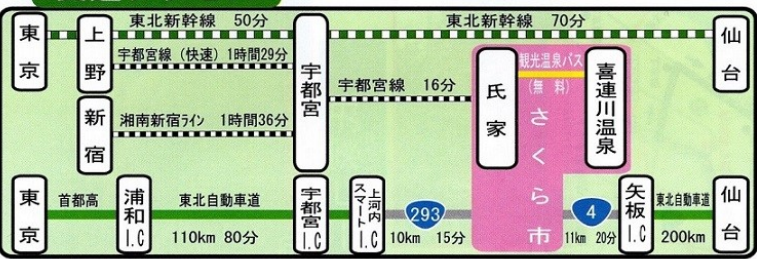 東京
上野
東北新幹線 50分
東北新幹線 70分
仙台
宇都宮線(快速)1時間29分
宇都宮
宇都宮線 16分
氏家
観光温泉バス
(無料)
喜連川温泉
新宿
湘南新宿ライン 1時間36分
さくら市
東京
首都高
浦和I.C
東北自動車道
110km 80分
宇都宮I.C
上河内スマートI.C
293
10km 15分
4
11km 20分
矢板I.C
東北自動車道
200km
仙台